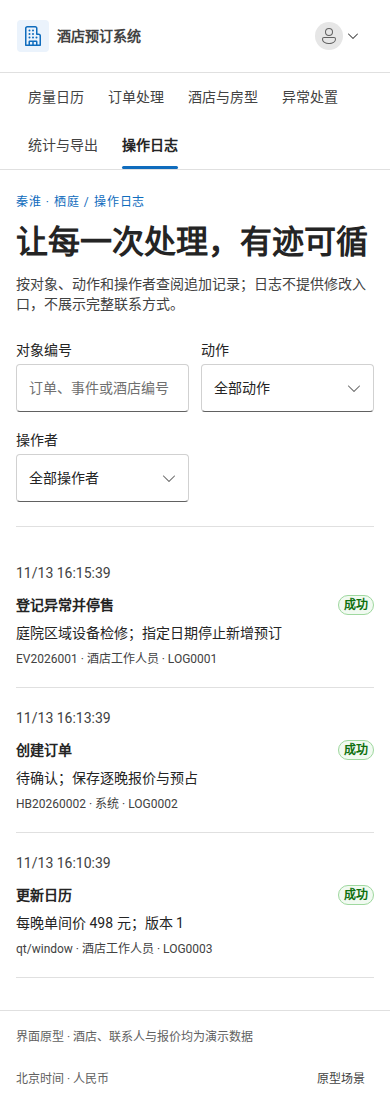 酒店预订系统
房量日历 订单处理 酒店与房型 异常处置
统计与导出 操作日志
秦淮 · 栖庭 / 操作日志
让每一次处理，有迹可循
按对象、动作和操作者查阅追加记录；日志不提供修改入
口，不展示完整联系方式。
对象编号 动作
订单、事件或酒店编号 全部动作
操作者
全部操作者
11/13 16:15:39
登记异常并停售 成功
庭院区域设备检修；指定日期停止新增预订
EV2026001 · 酒店工作人员 · LOG0001
11/13 16:13:39
创建订单 成功
待确认；保存逐晚报价与预占
HB20260002 · 系统 · LOG0002
11/13 16:10:39
更新日历 成功
每晚单间价 498 元；版本 1
qt/window · 酒店工作人员 · LOG0003
界面原型 · 酒店、联系人与报价均为演示数据
北京时间 · 人民币 原型场景